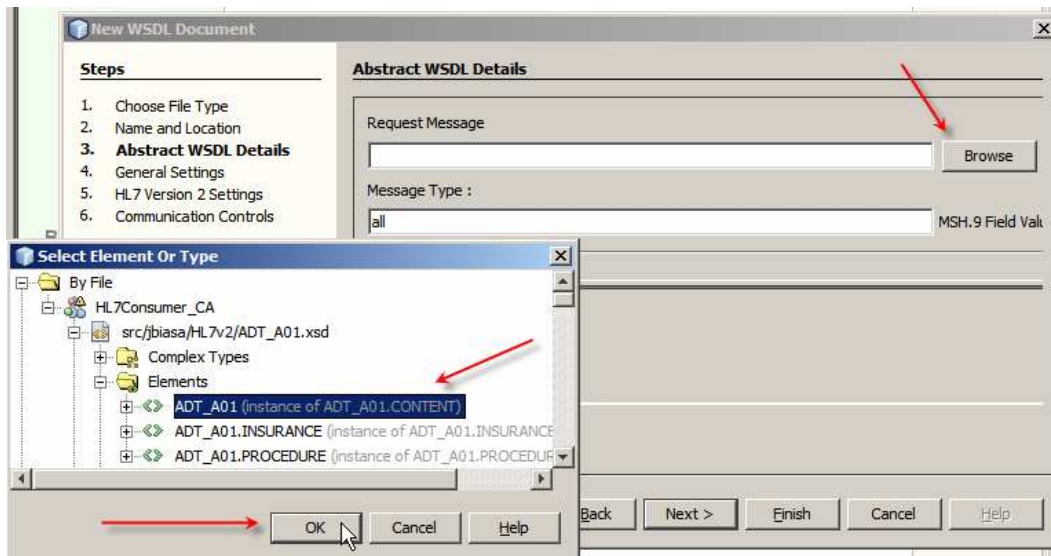 New WSDL Document
Steps
1. Choose File Type
2. Name and Location
3. Abstract WSDL Details
4. General Settings
5. HL7 Version 2 Settings
6. Communication Controls
Abstract WSDL Details
Request Message
Browse
Message Type :
all
MSH.9 Field Valu
Select Element Or Type
By File
HL7Consumer_CA
src/jbiasa/HL7v2/ADT_A01.xsd
Complex Types
Elements
ADT_A01 (instance of ADT_A01.CONTENT)
ADT_A01.INSURANCE (instance of ADT_A01.INSURANCE
ADT_A01.PROCEDURE (instance of ADT_A01.PROCEDUR
OK Cancel Help
Back Next > Finish Cancel Help